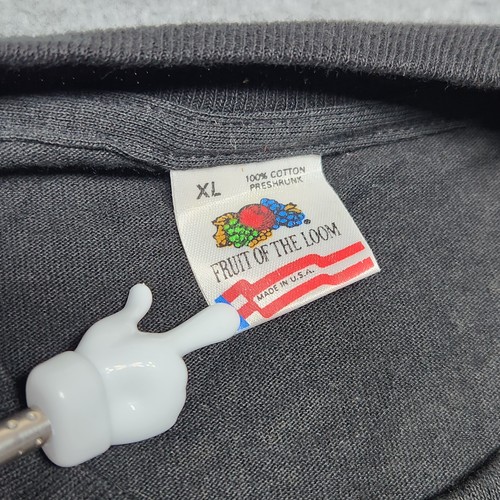 XL
100% COTTON
PRESHRUNK
FRUIT OF THE LOOM
MADE IN U.S.A.